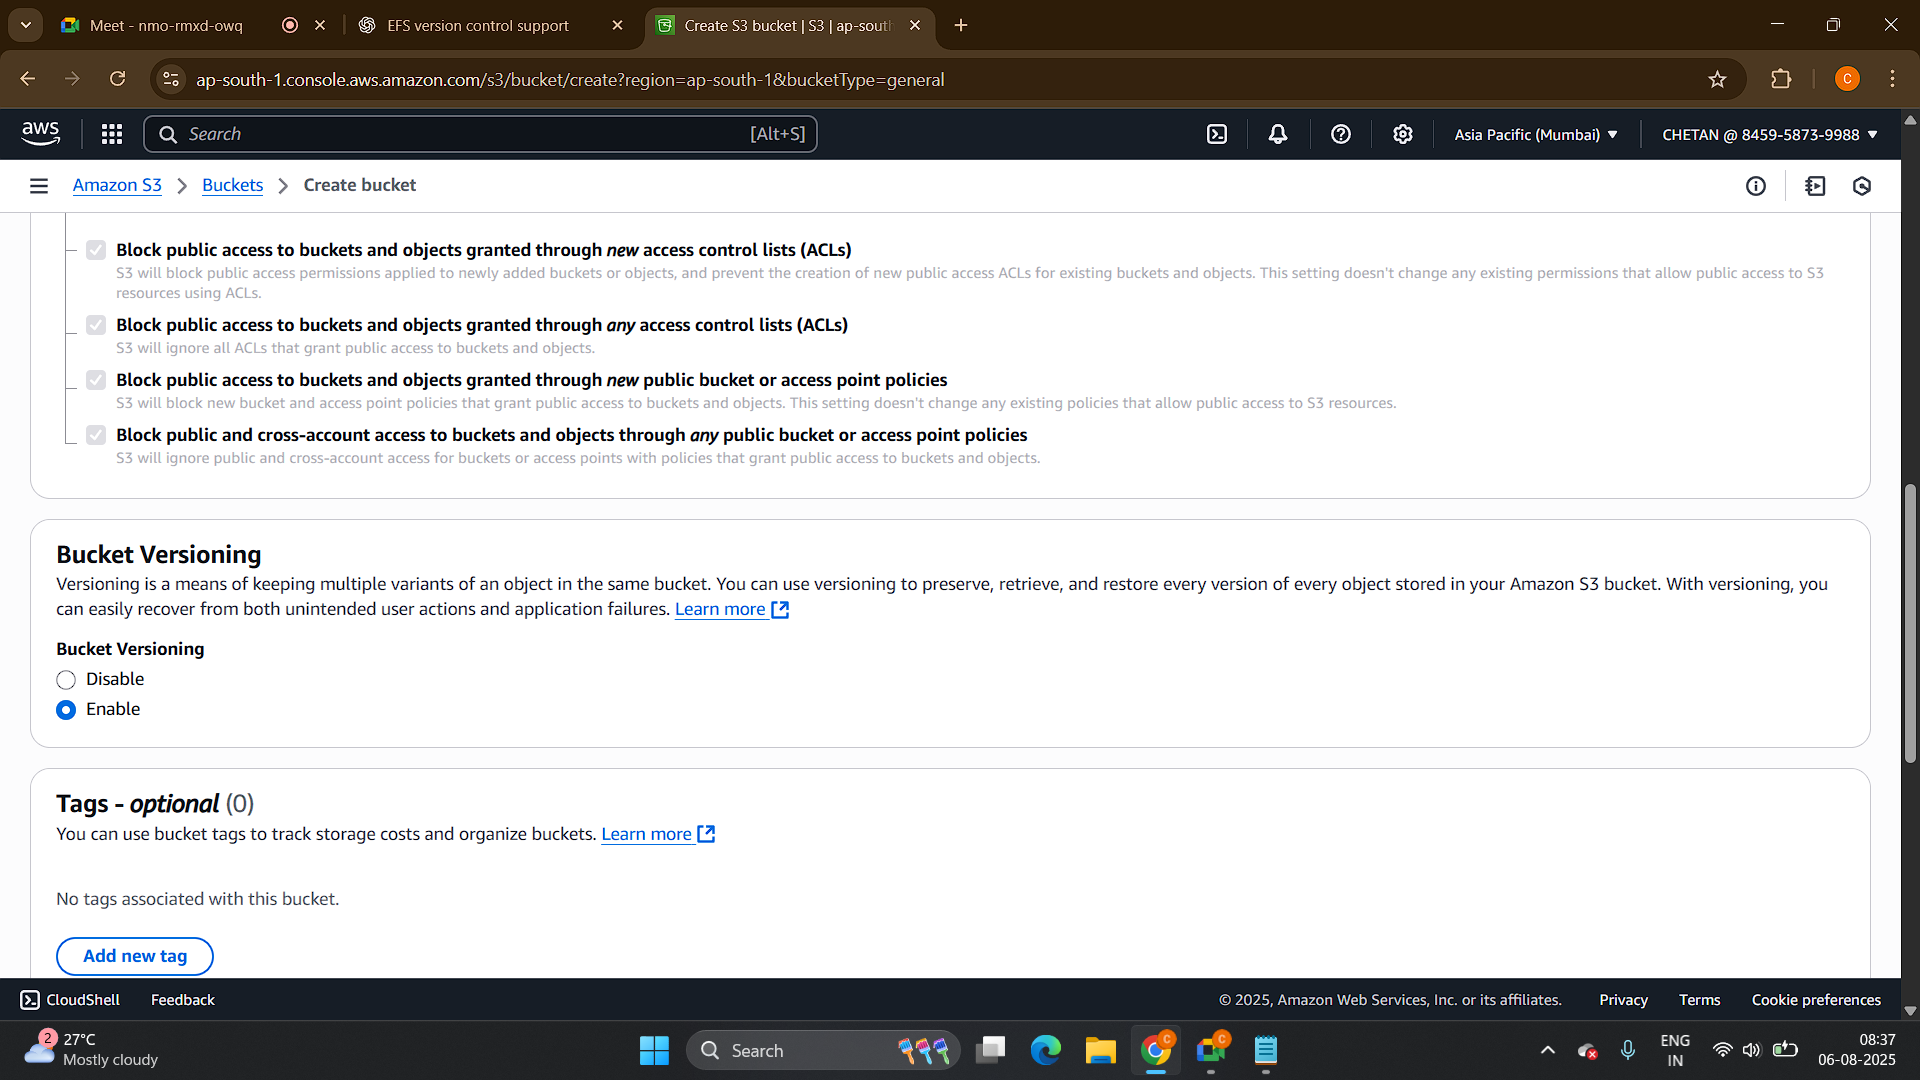 Meet - nmo-rmxd-owq
EFS version control support
Create S3 bucket | S3 | ap-south
ap-south-1.console.aws.amazon.com/s3/bucket/create?region=ap-south-1&bucketType=general
C
aws
Search
[Alt+S]
Asia Pacific (Mumbai)
CHETAN @ 8459-5873-9988
Amazon S3
Buckets
Create bucket
Block public access to buckets and objects granted through new access control lists (ACLs)
S3 will block public access permissions applied to newly added buckets or objects, and prevent the creation of new public access ACLs for existing buckets and objects. This setting doesn't change any existing permissions that allow public access to S3
resources using ACLs.
Block public access to buckets and objects granted through any access control lists (ACLs)
S3 will ignore all ACLs that grant public access to buckets and objects.
Block public access to buckets and objects granted through new public bucket or access point policies
S3 will block new bucket and access point policies that grant public access to buckets and objects. This setting doesn't change any existing policies that allow public access to S3 resources.
Block public and cross-account access to buckets and objects through any public bucket or access point policies
S3 will ignore public and cross-account access for buckets or access points with policies that grant public access to buckets and objects.
Bucket Versioning
Versioning is a means of keeping multiple variants of an object in the same bucket. You can use versioning to preserve, retrieve, and restore every version of every object stored in your Amazon S3 bucket. With versioning, you
can easily recover from both unintended user actions and application failures. Learn more
Bucket Versioning
Disable
Enable
Tags - optional (0)
You can use bucket tags to track storage costs and organize buckets. Learn more
No tags associated with this bucket.
Add new tag
CloudShell
Feedback
© 2025, Amazon Web Services, Inc. or its affiliates.
Privacy
Terms
Cookie preferences
2
27°C
Mostly cloudy
Search
C
C
ENG
IN
08:37
06-08-2025